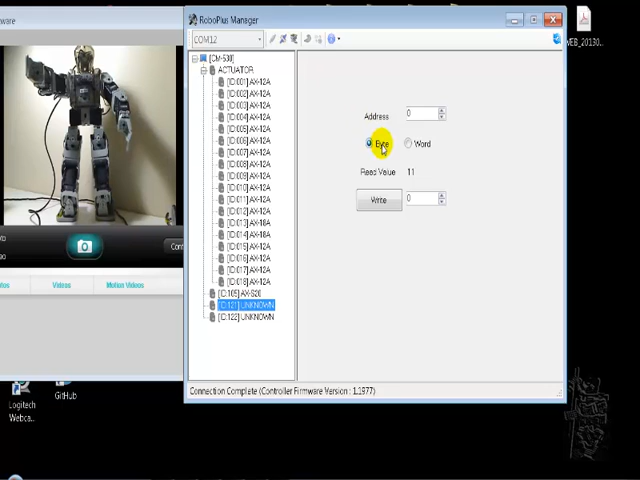 ware
RoboPlus Manager
COM12
[CM-530]
ACTUATOR
[ID:001] AX-12A
[ID:002] AX-12A
[ID:003] AX-12A
[ID:004] AX-12A
[ID:005] AX-12A
[ID:006] AX-12A
[ID:007] AX-12A
[ID:008] AX-12A
[ID:009] AX-12A
[ID:010] AX-12A
[ID:011] AX-12A
[ID:012] AX-12A
[ID:013] AX-18A
[ID:014] AX-18A
[ID:015] AX-12A
[ID:016] AX-12A
[ID:017] AX-12A
[ID:018] AX-12A
[ID:105] AX-S20
[ID:121] UNKNOWN
[ID:122] UNKNOWN
Address 0
Byte Word
Read Value 11
Write 0
Connection Complete (Controller Firmware Version : 1.1977)
Cont
Videos
Motion Videos
WEB_20130...
Logitech
Webca...
GitHub